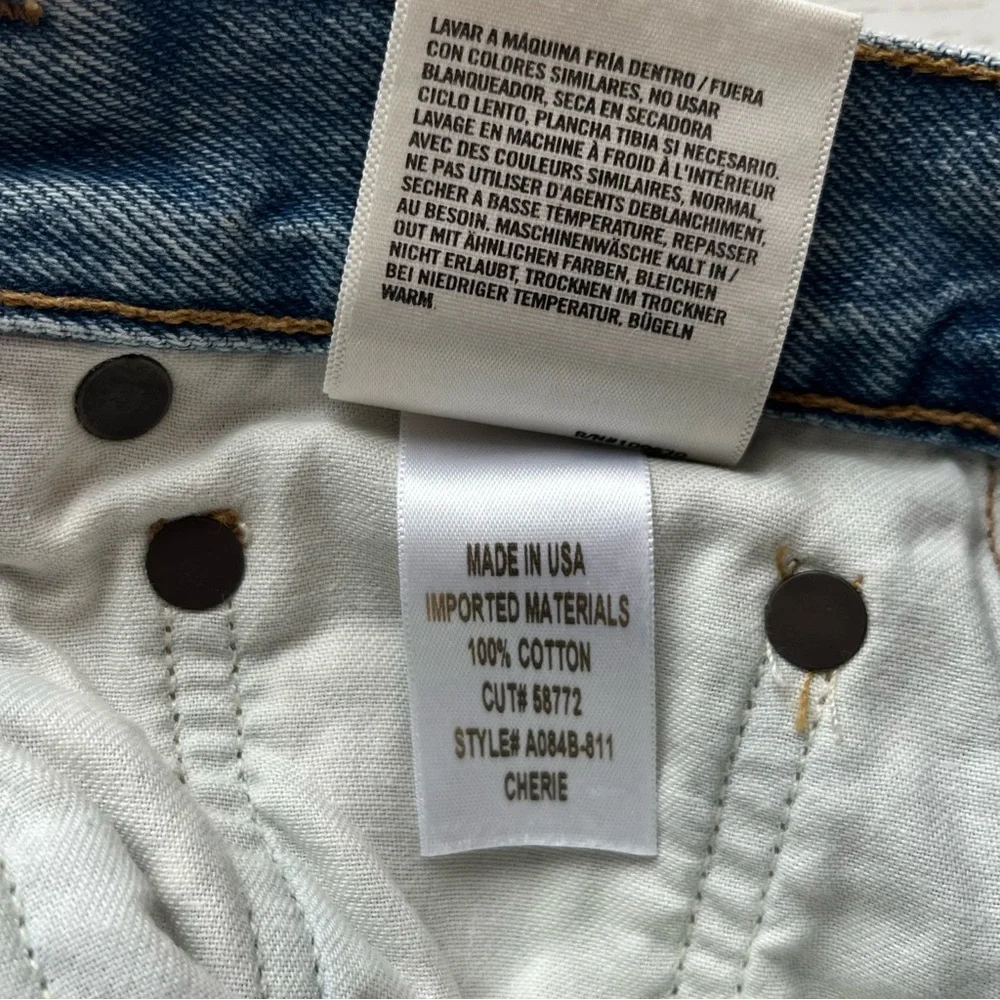 LAVAR A MÁQUINA FRÍA DENTRO / FUERA
CON COLORES SIMILARES, NO USAR
BLANQUEADOR, SECA EN SECADORA
CICLO LENTO, PLANCHA TIBIA SI NECESARIO.
LAVAGE EN MACHINE À FROID À L'INTÉRIEUR
AVEC DES COULEURS SIMILAIRES, NORMAL,
NE PAS UTILISER D'AGENTS DEBLANCHIMENT,
SECHER A BASSE TEMPERATURE, REPASSER
AU BESOIN. MASCHINENWÄSCHE KALT IN /
OUT MIT ÄHNLICHEN FARBEN, BLEICHEN
NICHT ERLAUBT, TROCKNEN IM TROCKNER
BEI NIEDRIGER TEMPERATUR, BÜGELN
WARM.
MADE IN USA
IMPORTED MATERIALS
100% COTTON
CUT# 58772
STYLE# A084B-811
CHERIE